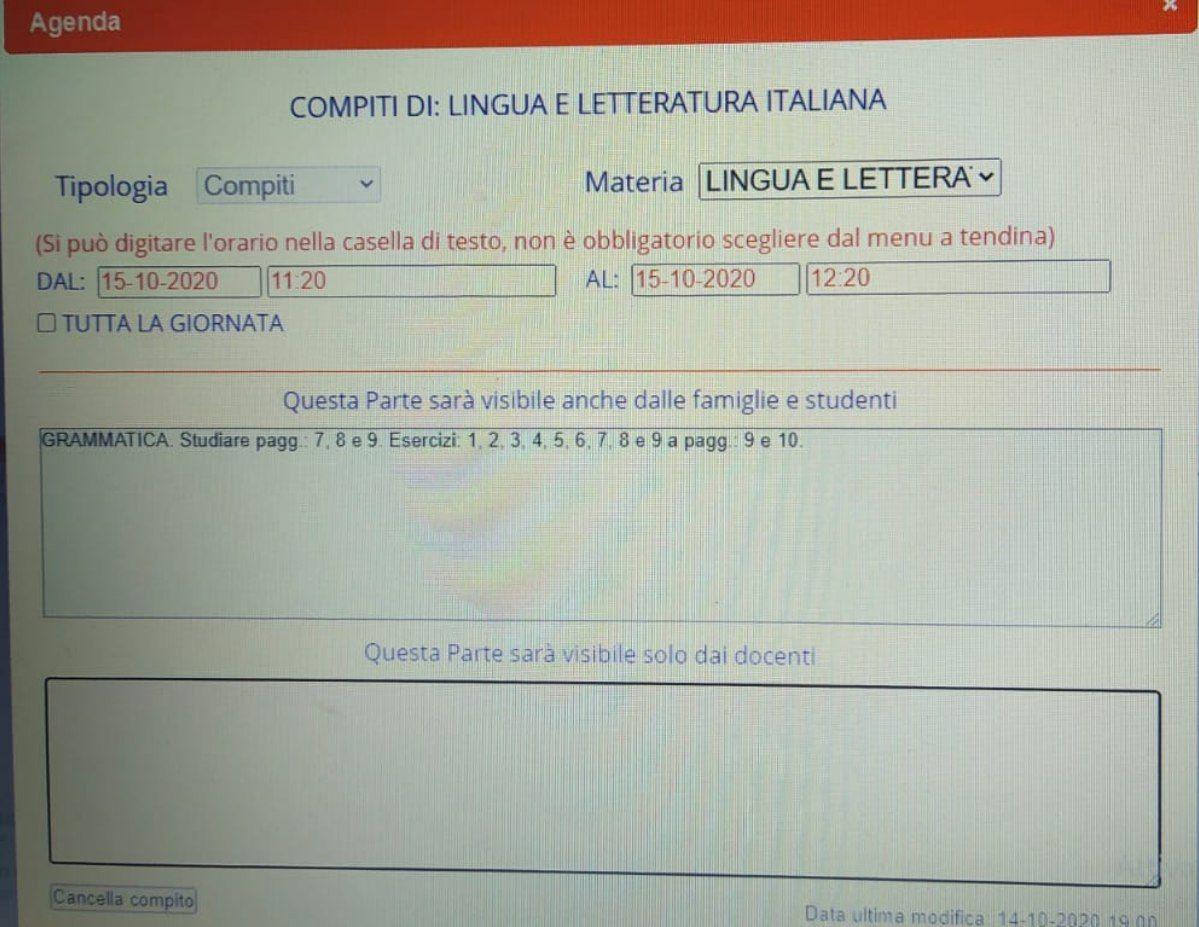 Agenda ×
COMPITI DI: LINGUA E LETTERATURA ITALIANA
Tipologia Compiti Materia LINGUA E LETTERA
(Si può digitare l'orario nella casella di testo, non è obbligatorio scegliere dal menu a tendina)
DAL: 15-10-2020 11:20 AL: 15-10-2020 12:20
TUTTA LA GIORNATA
Questa Parte sarà visibile anche dalle famiglie e studenti
GRAMMATICA. Studiare pagg.: 7, 8 e 9. Esercizi: 1, 2, 3, 4, 5, 6, 7, 8 e 9 a pagg.: 9 e 10.
Questa Parte sarà visibile solo dai docenti
Cancella compito
Data ultima modifica: 14-10-2020 19.00